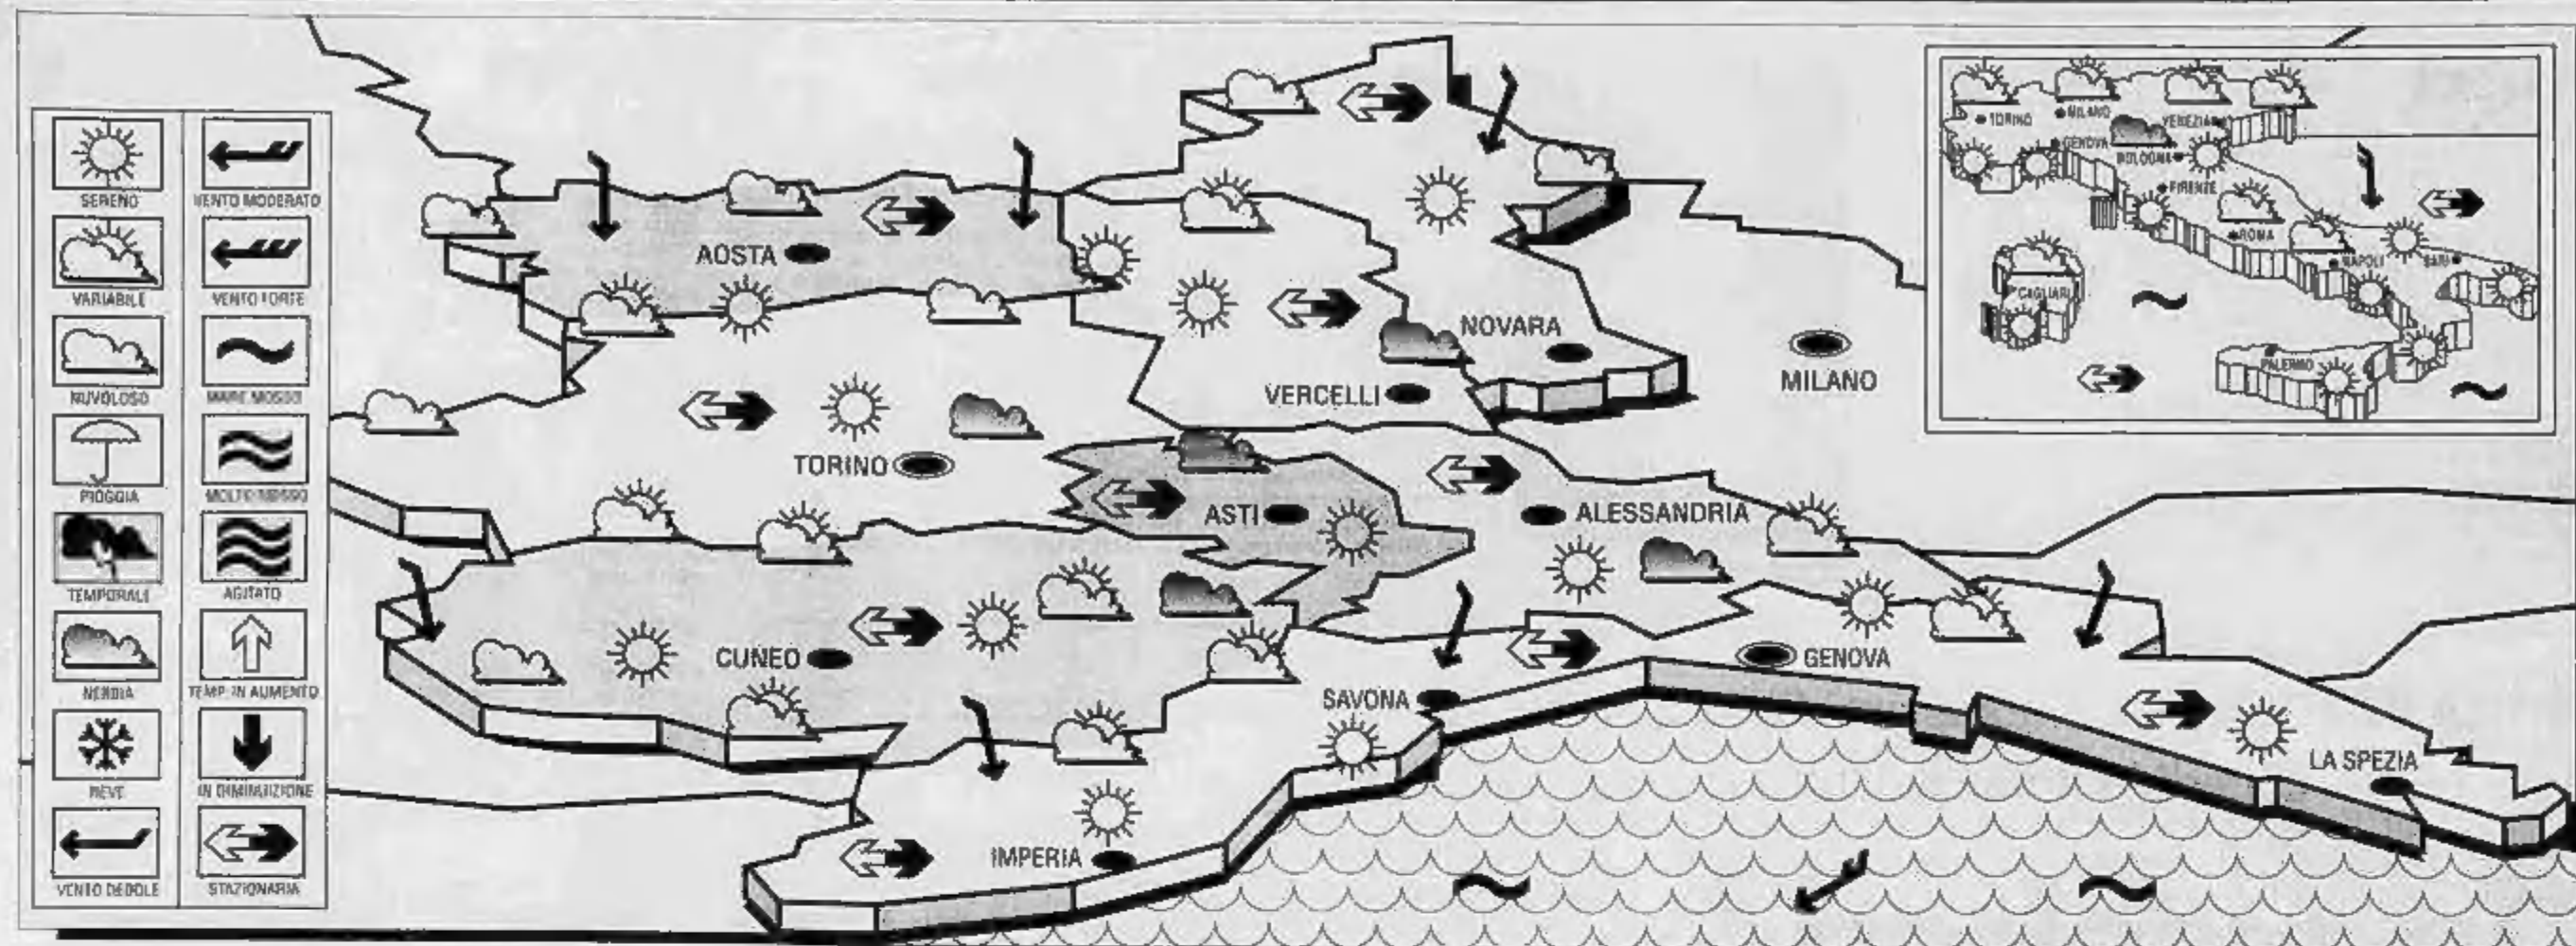 SERENO
VENTO MODERATO
VARIABILE
VENTO FORTE
NUVOLOSO
MARE MOSSO
PIOGGIA
MOLTO MOSSO
TEMPORALI
AGITATO
NEBBIA
TEMP. IN AUMENTO
NEVE
IN DIMINUIZIONE
VENTO DEBOLE
STAZIONARIA
AOSTA
NOVARA
VERCELLI
MILANO
TORINO
ASTI
ALESSANDRIA
CUNEO
GENOVA
SAVONA
LA SPEZIA
IMPERIA
TORINO
MILANO
VENEZIA
GENOVA
BOLOGNA
FIRENZE
ROMA
NAPOLI
BARI
CAGLIARI
PALERMO